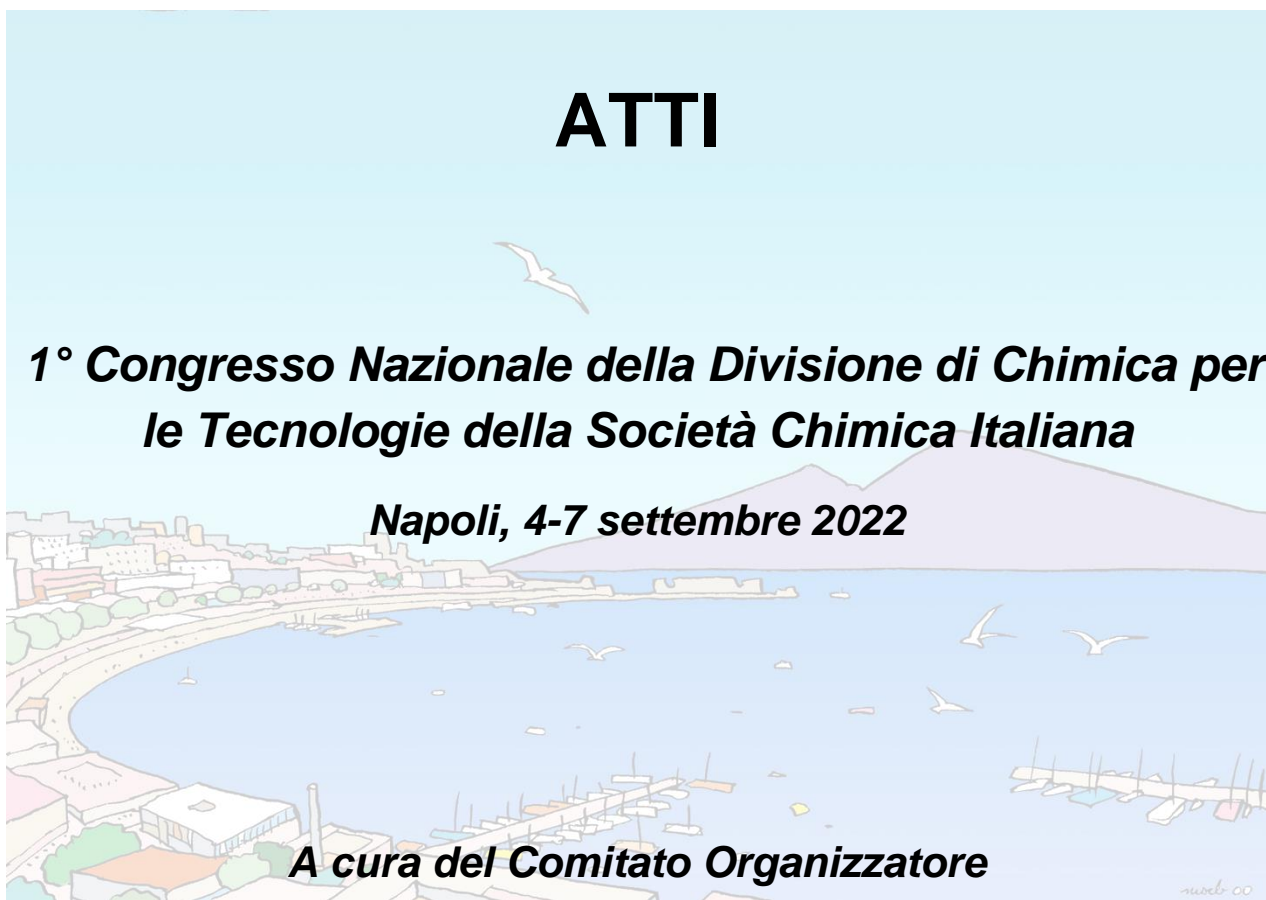 ATTI
1° Congresso Nazionale della Divisione di Chimica per
le Tecnologie della Società Chimica Italiana
Napoli, 4-7 settembre 2022
A cura del Comitato Organizzatore